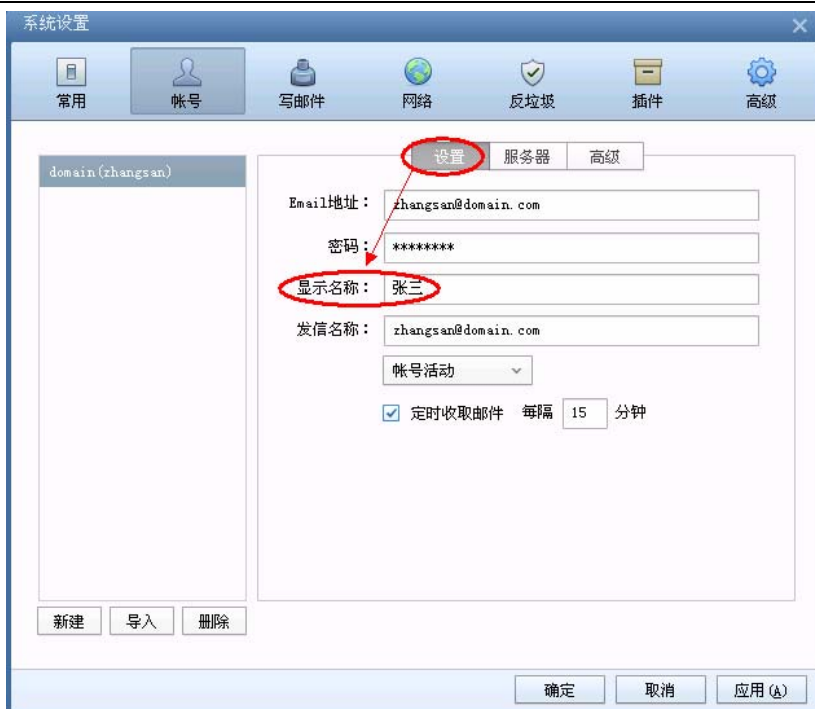 系统设置
常用 帐号 写邮件 网络 反垃圾 插件 高级
domain(zhangsan)
设置 服务器 高级
Email地址： zhangsan@domain.com
密码： ********
显示名称： 张三
发信名称： zhangsan@domain.com
帐号活动
定时收取邮件 每隔 15 分钟
新建 导入 删除
确定 取消 应用(A)